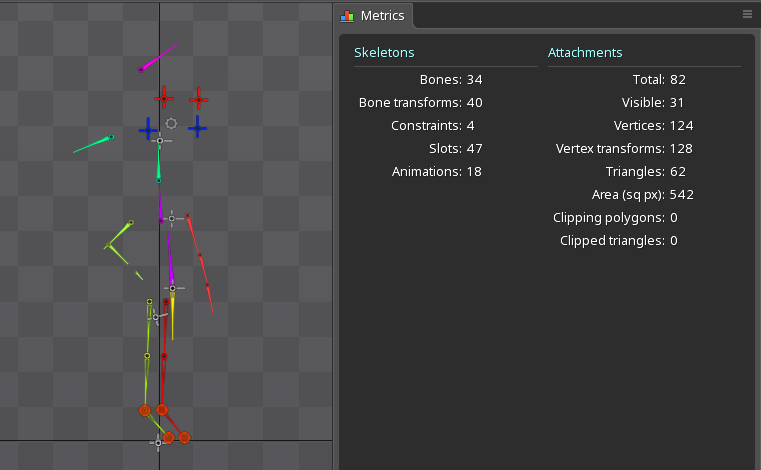 Metrics
Skeletons
Bones: 34
Bone transforms: 40
Constraints: 4
Slots: 47
Animations: 18
Attachments
Total: 82
Visible: 31
Vertices: 124
Vertex transforms: 128
Triangles: 62
Area (sq px): 542
Clipping polygons: 0
Clipped triangles: 0